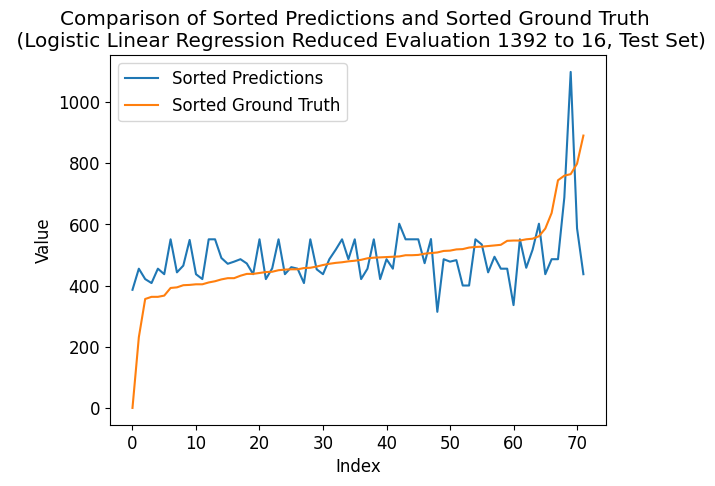 Comparison of Sorted Predictions and Sorted Ground Truth
(Logistic Linear Regression Reduced Evaluation 1392 to 16, Test Set)
Sorted Predictions
Sorted Ground Truth
1000
800
600
400
200
0
Value
0 10 20 30 40 50 60 70
Index